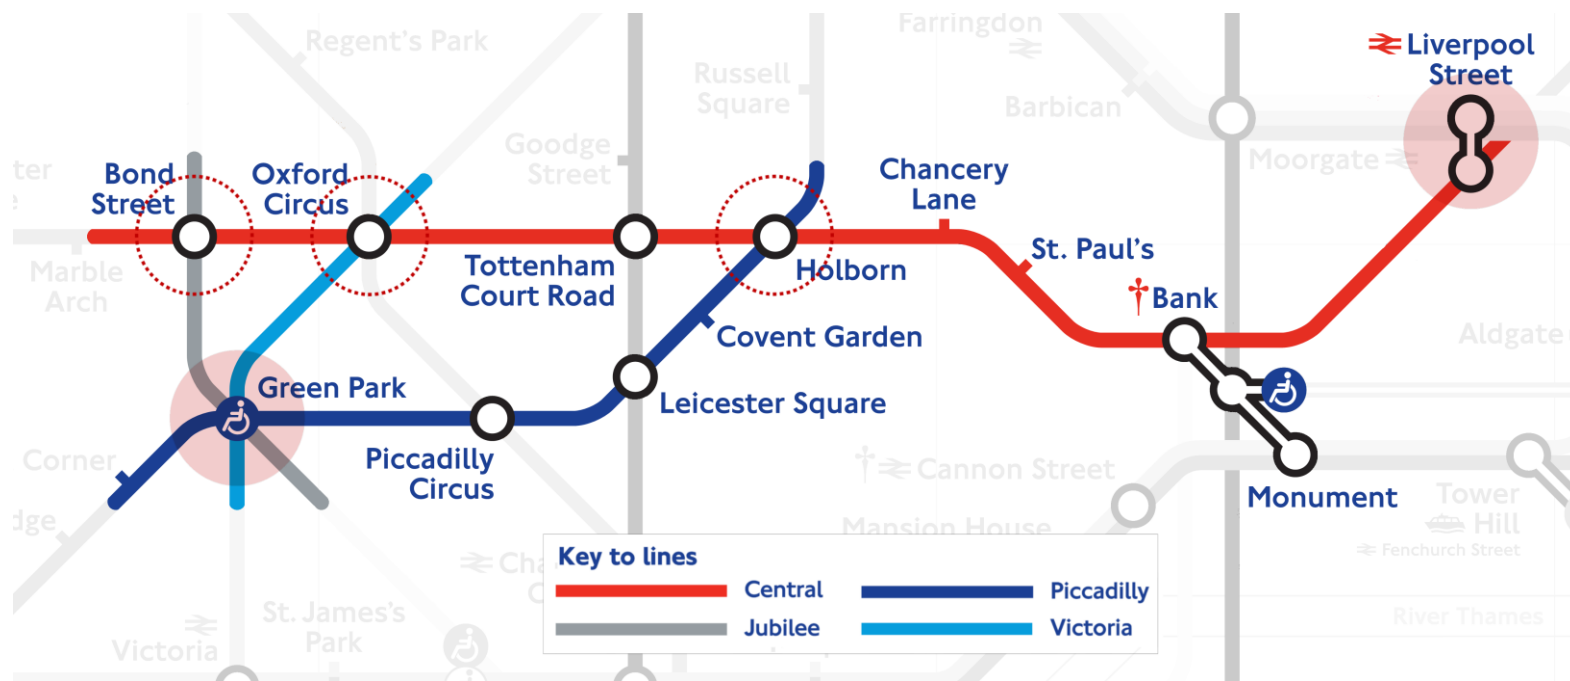 Farringdon
Regent's Park
Liverpool
Street
Russell
Square
Barbican
Goodge
Street
Moorgate
ter
e
Bond
Street
Oxford
Circus
Chancery
Lane
St. Paul's
Marble
Arch
Tottenham
Court Road
Holborn
Bank
Covent Garden
Aldgate
Green Park
Leicester Square
Corner
Piccadilly
Circus
Cannon Street
Monument
Tower
Hill
Fenchurch Street
dge
Mansion House
Key to lines
Cha
C
Central
Piccadilly
Jubilee
Victoria
St. James's
Park
Victoria
River Thames